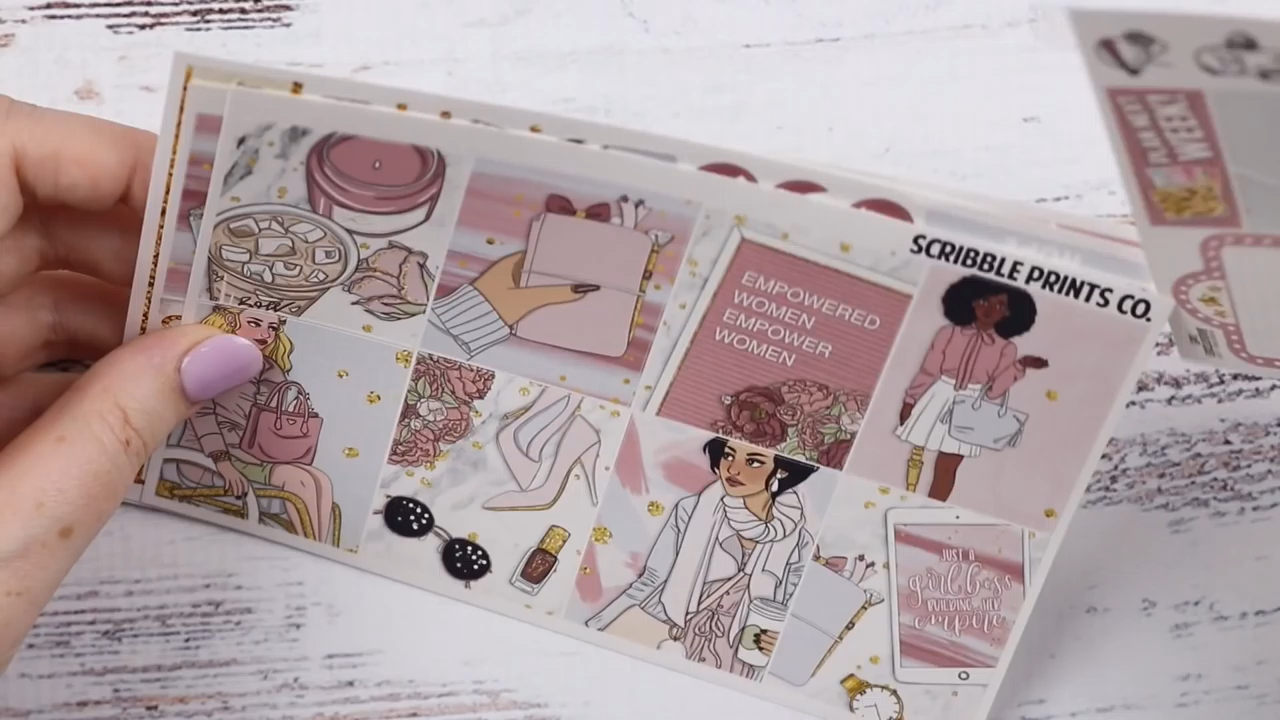 SCRIBBLE PRINTS CO.
EMPOWERED
WOMEN
EMPOWER
WOMEN
JUST A
girl boss
BUILDING HER
empire